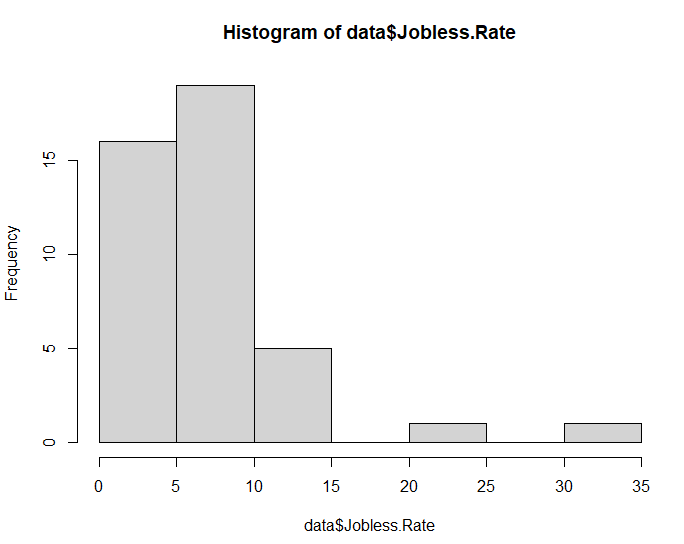 Histogram of data$Jobless.Rate
Frequency
15
10
5
0
0 5 10 15 20 25 30 35
data$Jobless.Rate